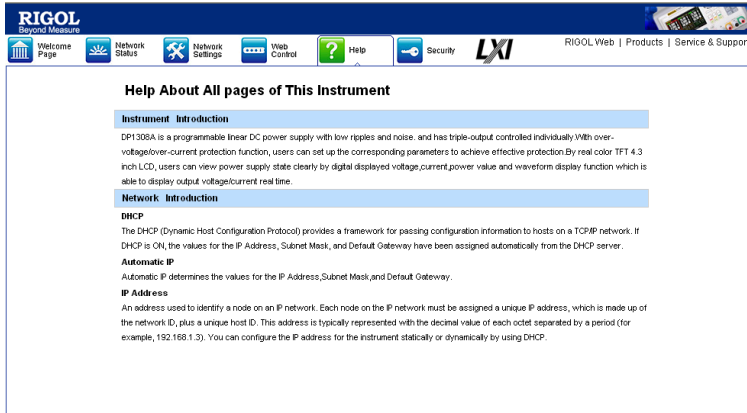 RIGOL
Beyond Measure
Welcome Page
Network Status
Network Settings
Web Control
? Help
Security
LXI
RIGOL Web | Products | Service & Suppor
Help About All pages of This Instrument
Instrument Introduction
DP1308A is a programmable linear DC power supply with low ripples and noise. and has triple-output controlled individually.With over-
voltage/over-current protection function, users can set up the corresponding parameters to achieve effective protection.By real color TFT 4.3
inch LCD, users can view power supply state clearly by digital displayed voltage,current,power value and waveform display function which is
able to display output voltage/current real time.
Network Introduction
DHCP
The DHCP (Dynamic Host Configuration Protocol) provides a framework for passing configuration information to hosts on a TCP/IP network. If
DHCP is ON, the values for the IP Address, Subnet Mask, and Default Gateway have been assigned automatically from the DHCP server.
Automatic IP
Automatic IP determines the values for the IP Address,Subnet Mask,and Default Gateway.
IP Address
An address used to identify a node on an IP network. Each node on the IP network must be assigned a unique IP address, which is made up of
the network ID, plus a unique host ID. This address is typically represented with the decimal value of each octet separated by a period (for
example, 192.168.1.3). You can configure the IP address for the instrument statically or dynamically by using DHCP.